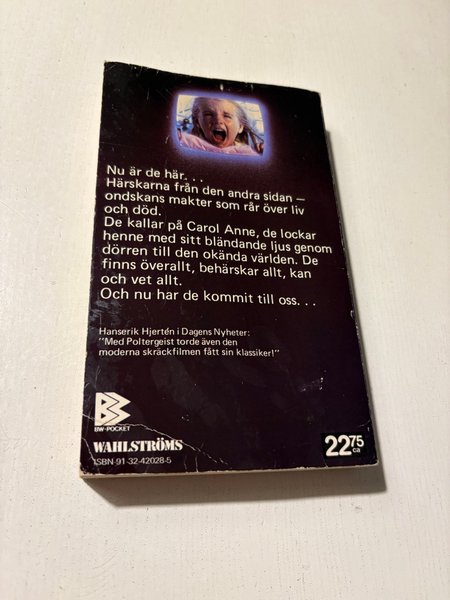 Nu är de här. . .
Härskarna från den andra sidan —
ondskans makter som rår över liv
och död.
De kallar på Carol Anne, de lockar
henne med sitt bländande ljus genom
dörren till den okända världen. De
finns överallt, behärskar allt, kan
och vet allt.
Och nu har de kommit till oss. . .
Hanserik Hjertén i Dagens Nyheter:
"Med Poltergeist torde även den
moderna skräckfilmen fått sin klassiker!"
BW-POCKET
WAHLSTRÖMS
ISBN-91-32-42028-5
2275
ca